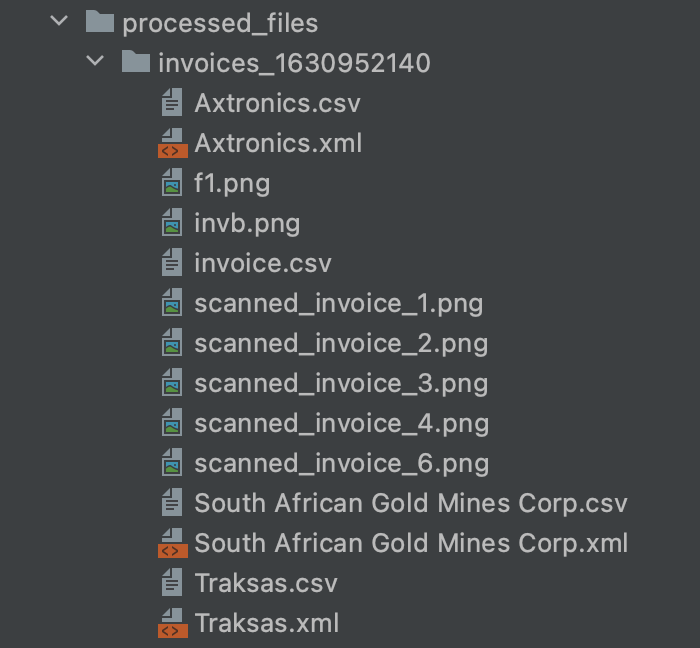 processed_files
invoices_1630952140
Axtronics.csv
Axtronics.xml
f1.png
invb.png
invoice.csv
scanned_invoice_1.png
scanned_invoice_2.png
scanned_invoice_3.png
scanned_invoice_4.png
scanned_invoice_6.png
South African Gold Mines Corp.csv
South African Gold Mines Corp.xml
Traksas.csv
Traksas.xml